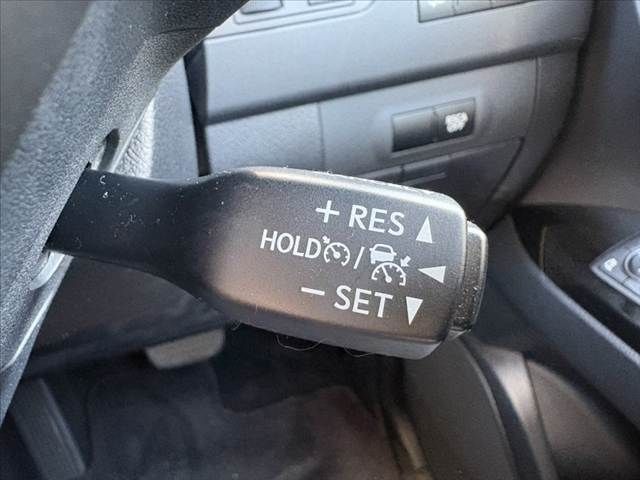 + RES
HOLD /
- SET